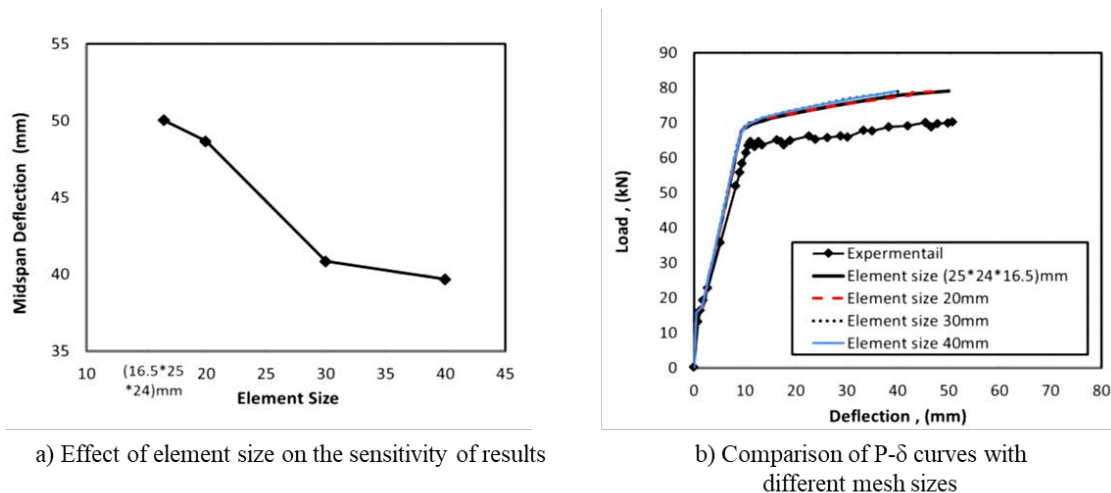 55
50
45
40
35
Midspan Deflection (mm)
10
(16.5*25
*24)mm
20
25
30
35
40
45
Element Size
a) Effect of element size on the sensitivity of results
90
80
70
60
50
40
30
20
10
0
Load , (kN)
Expermentail
Element size (25*24*16.5)mm
Element size 20mm
Element size 30mm
Element size 40mm
0
10
20
30
40
50
60
70
80
Deflection , (mm)
b) Comparison of P-δ curves with
different mesh sizes